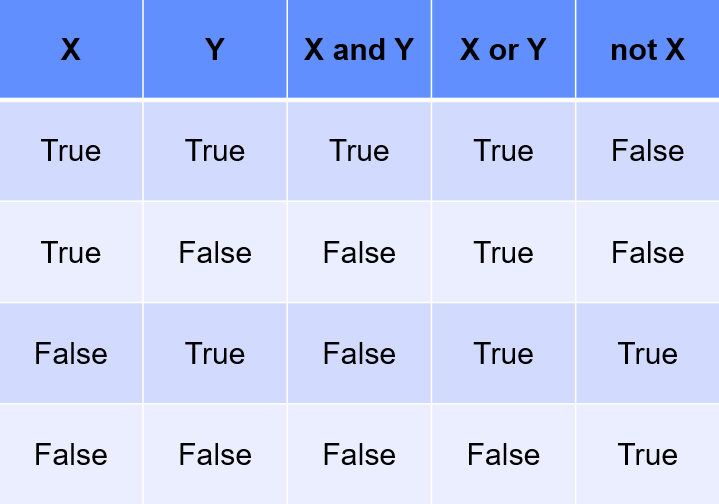 X Y X and Y X or Y not X
True True True True False
True False False True False
False True False True True
False False False False True